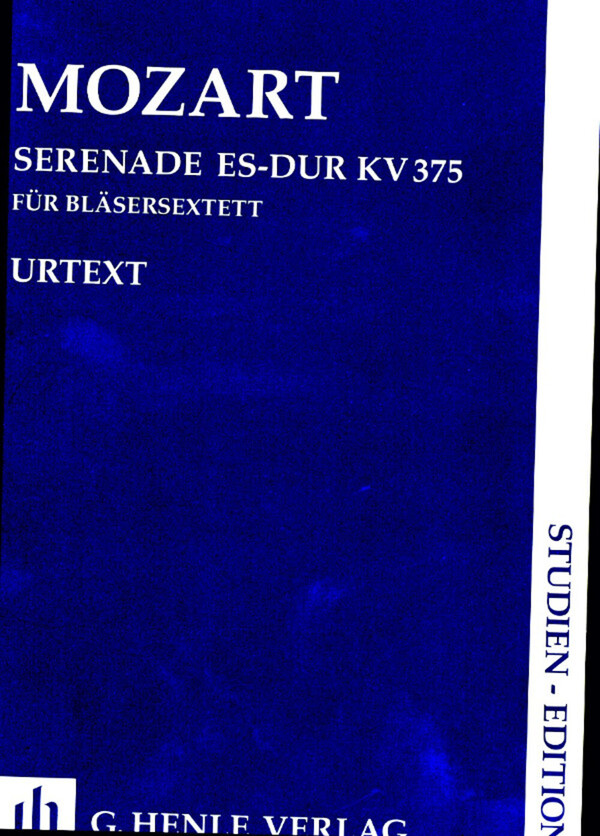 MOZART
SERENADE ES-DUR KV 375
FÜR BLÄSERSEXTETT
URTEXT
STUDIEN - EDITION
G. HENLE VERLAG